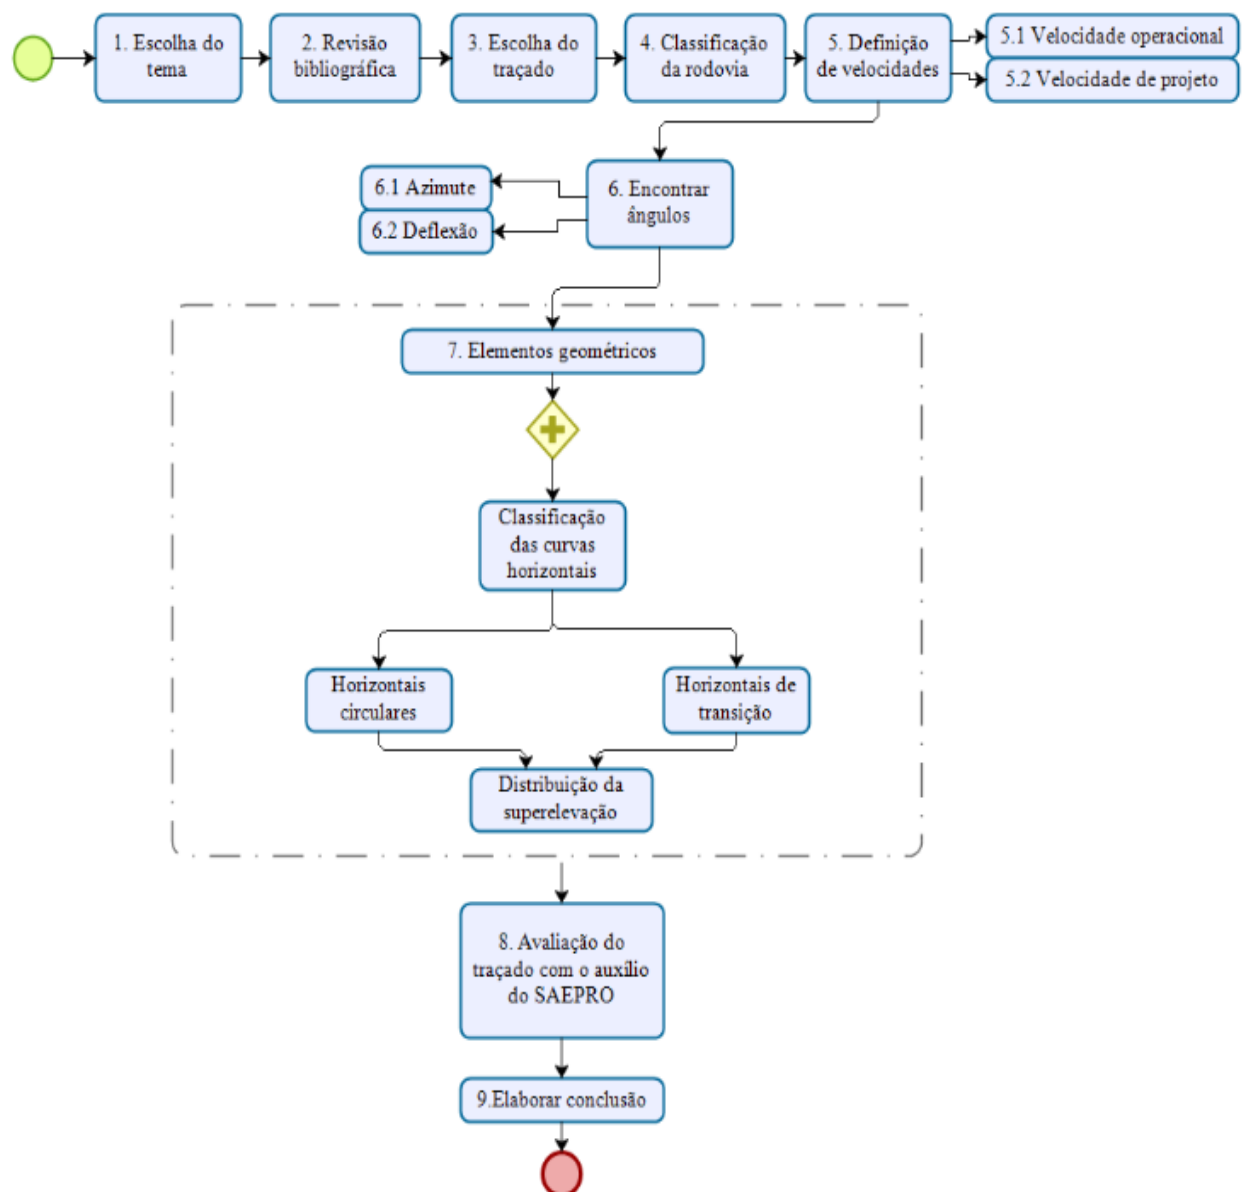 1. Escolha do
tema
2. Revisão
bibliográfica
3. Escolha do
traçado
4. Classificação
da rodovia
5. Definição
de velocidades
5.1 Velocidade operacional
5.2 Velocidade de projeto
6. Encontrar
ângulos
6.1 Azimute
6.2 Deflexão
7. Elementos geométricos
Classificação
das curvas
horizontais
Horizontais
circulares
Horizontais de
transição
Distribuição da
superelevação
8. Avaliação do
traçado com o auxílio
do SAEPRO
9.Elaborar conclusão